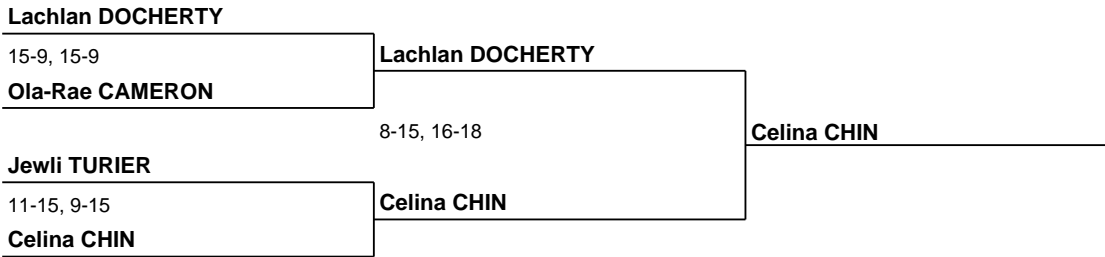 Lachlan DOCHERTY
15-9, 15-9
Lachlan DOCHERTY
Ola-Rae CAMERON
8-15, 16-18
Celina CHIN
Jewli TURIER
11-15, 9-15
Celina CHIN
Celina CHIN